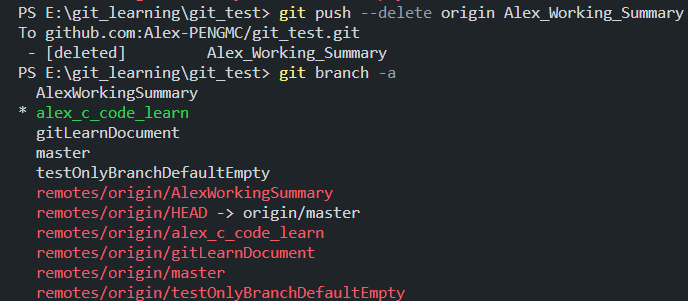 PS E:\git_learning\git_test> git push --delete origin Alex_Working_Summary
To github.com:Alex-PENGMC/git_test.git
 - [deleted]         Alex_Working_Summary
PS E:\git_learning\git_test> git branch -a
  AlexWorkingSummary
* alex_c_code_learn
  gitLearnDocument
  master
  testOnlyBranchDefaultEmpty
  remotes/origin/AlexWorkingSummary
  remotes/origin/HEAD -> origin/master
  remotes/origin/alex_c_code_learn
  remotes/origin/gitLearnDocument
  remotes/origin/master
  remotes/origin/testOnlyBranchDefaultEmpty